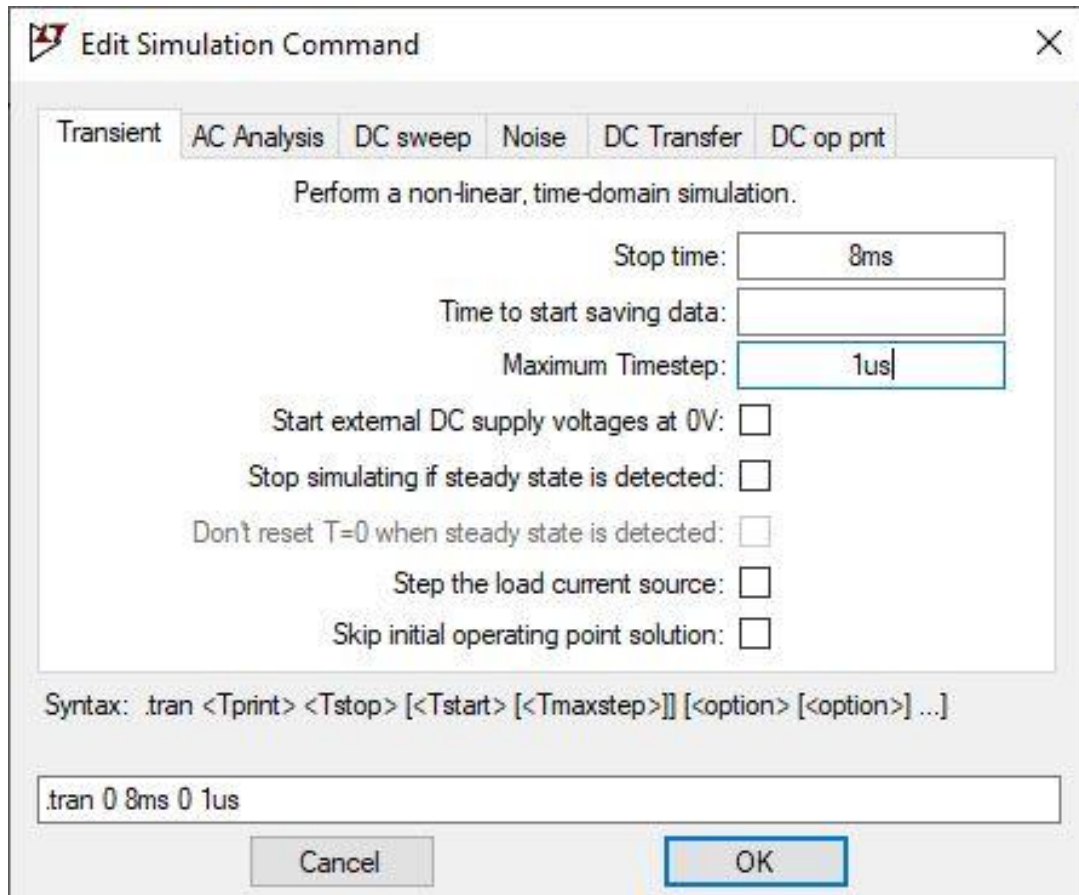 Edit Simulation Command
Transient AC Analysis DC sweep Noise DC Transfer DC op pnt
Perform a non-linear, time-domain simulation.
Stop time: 8ms
Time to start saving data:
Maximum Timestep: 1us
Start external DC supply voltages at 0V:
Stop simulating if steady state is detected:
Don't reset T=0 when steady state is detected:
Step the load current source:
Skip initial operating point solution:
Syntax: .tran <Tprint> <Tstop> [<Tstart> [<Tmaxstep>]] [<option> [<option>] ...]
.tran 0 8ms 0 1us
Cancel OK